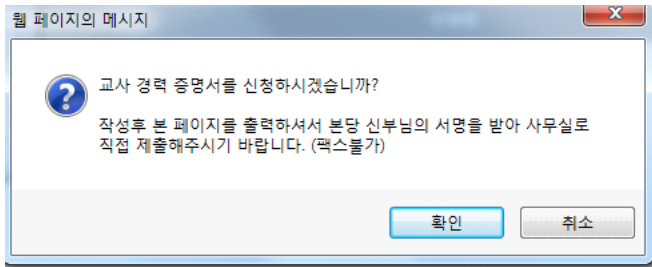 웹 페이지의 메시지
교사 경력 증명서를 신청하시겠습니까?
작성후 본 페이지를 출력하셔서 본당 신부님의 서명을 받아 사무실로
직접 제출해주시기 바랍니다. (팩스불가)
확인
취소